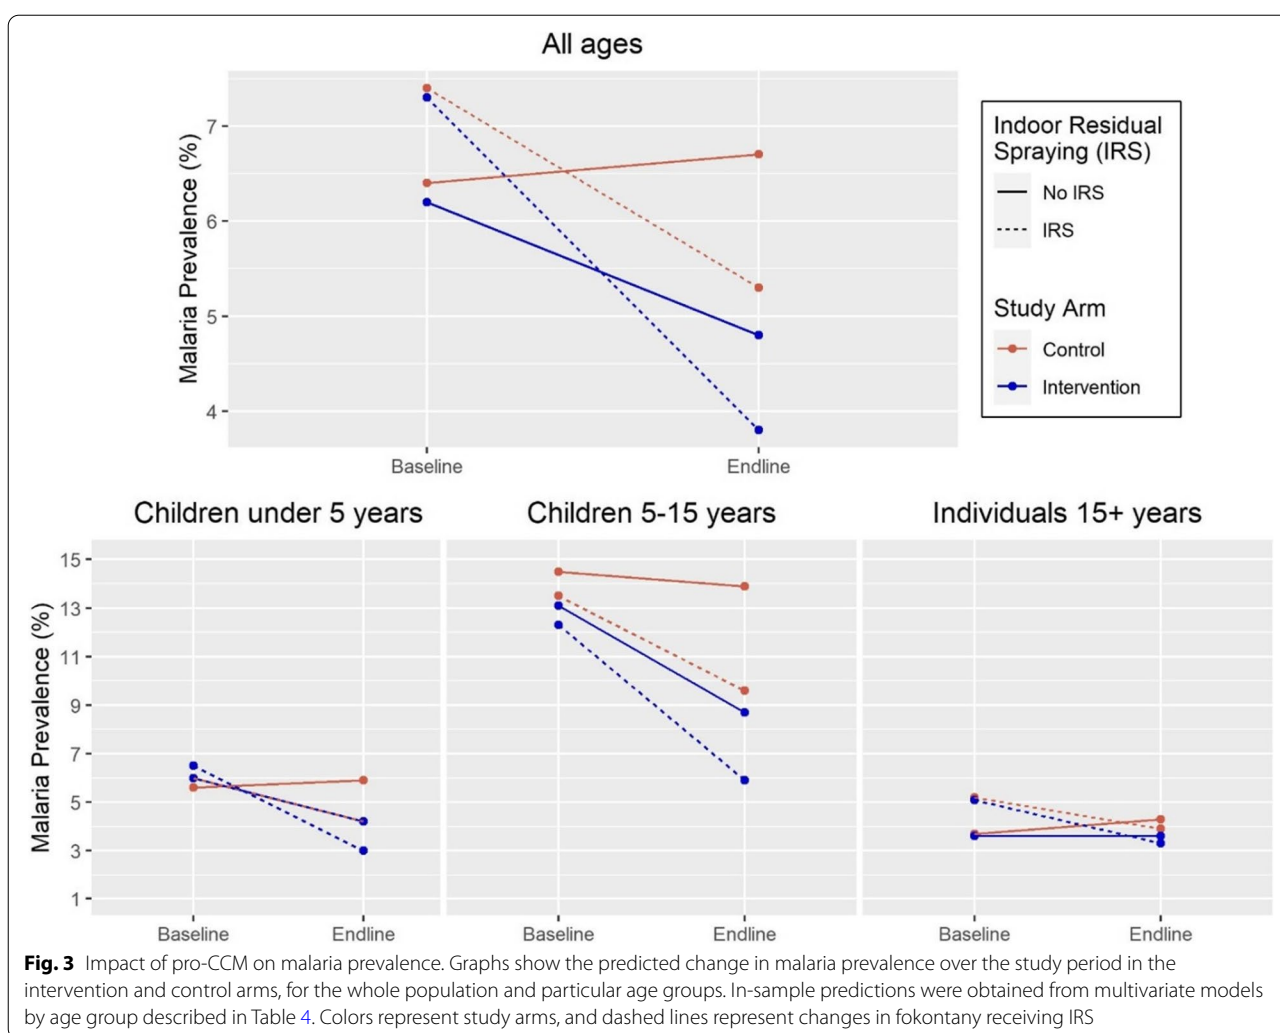 All ages
Malaria Prevalence (%)
7
6
5
4
Baseline
Endline
Indoor Residual
Spraying (IRS)
No IRS
IRS
Study Arm
Control
Intervention
Children under 5 years
Children 5-15 years
Individuals 15+ years
Malaria Prevalence (%)
15
13
11
9
7
5
3
1
Baseline
Endline
Baseline
Endline
Baseline
Endline
Fig. 3 Impact of pro-CCM on malaria prevalence. Graphs show the predicted change in malaria prevalence over the study period in the
intervention and control arms, for the whole population and particular age groups. In-sample predictions were obtained from multivariate models
by age group described in Table 4. Colors represent study arms, and dashed lines represent changes in fokontany receiving IRS